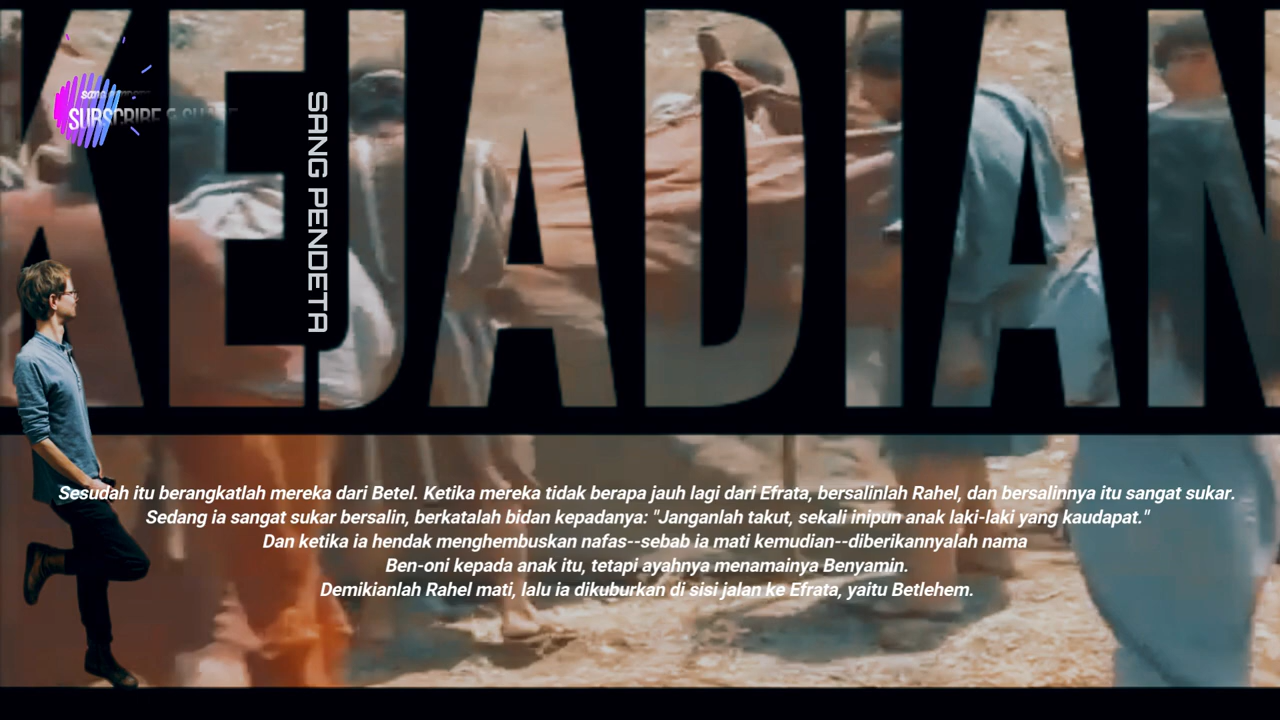 KEJADIAN
SUBSCRIBE & SHARE
SANG PENDETA
Sesudah itu berangkatlah mereka dari Betel. Ketika mereka tidak berapa jauh lagi dari Efrata, bersalinlah Rahel, dan bersalinnya itu sangat sukar.
Sedang ia sangat sukar bersalin, berkatalah bidan kepadanya: "Janganlah takut, sekali inipun anak laki-laki yang kaudapat."
Dan ketika ia hendak menghembuskan nafas--sebab ia mati kemudian--diberikannyalah nama
Ben-oni kepada anak itu, tetapi ayahnya menamainya Benyamin.
Demikianlah Rahel mati, lalu ia dikuburkan di sisi jalan ke Efrata, yaitu Betlehem.